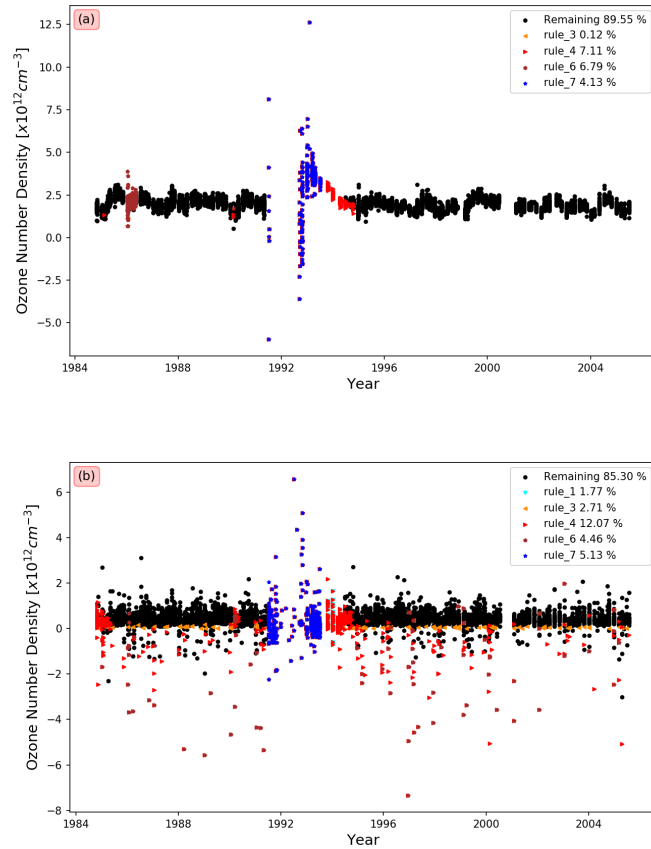 (a)
Remaining 89.55 %
rule_3 0.12 %
rule_4 7.11 %
rule_6 6.79 %
rule_7 4.13 %
12.5
10.0
7.5
5.0
2.5
0.0
−2.5
−5.0
Ozone Number Density [x10¹²cm⁻³]
1984 1988 1992 1996 2000 2004
Year
(b)
Remaining 85.30 %
rule_1 1.77 %
rule_3 2.71 %
rule_4 12.07 %
rule_6 4.46 %
rule_7 5.13 %
6
4
2
0
−2
−4
−6
−8
Ozone Number Density [x10¹²cm⁻³]
1984 1988 1992 1996 2000 2004
Year